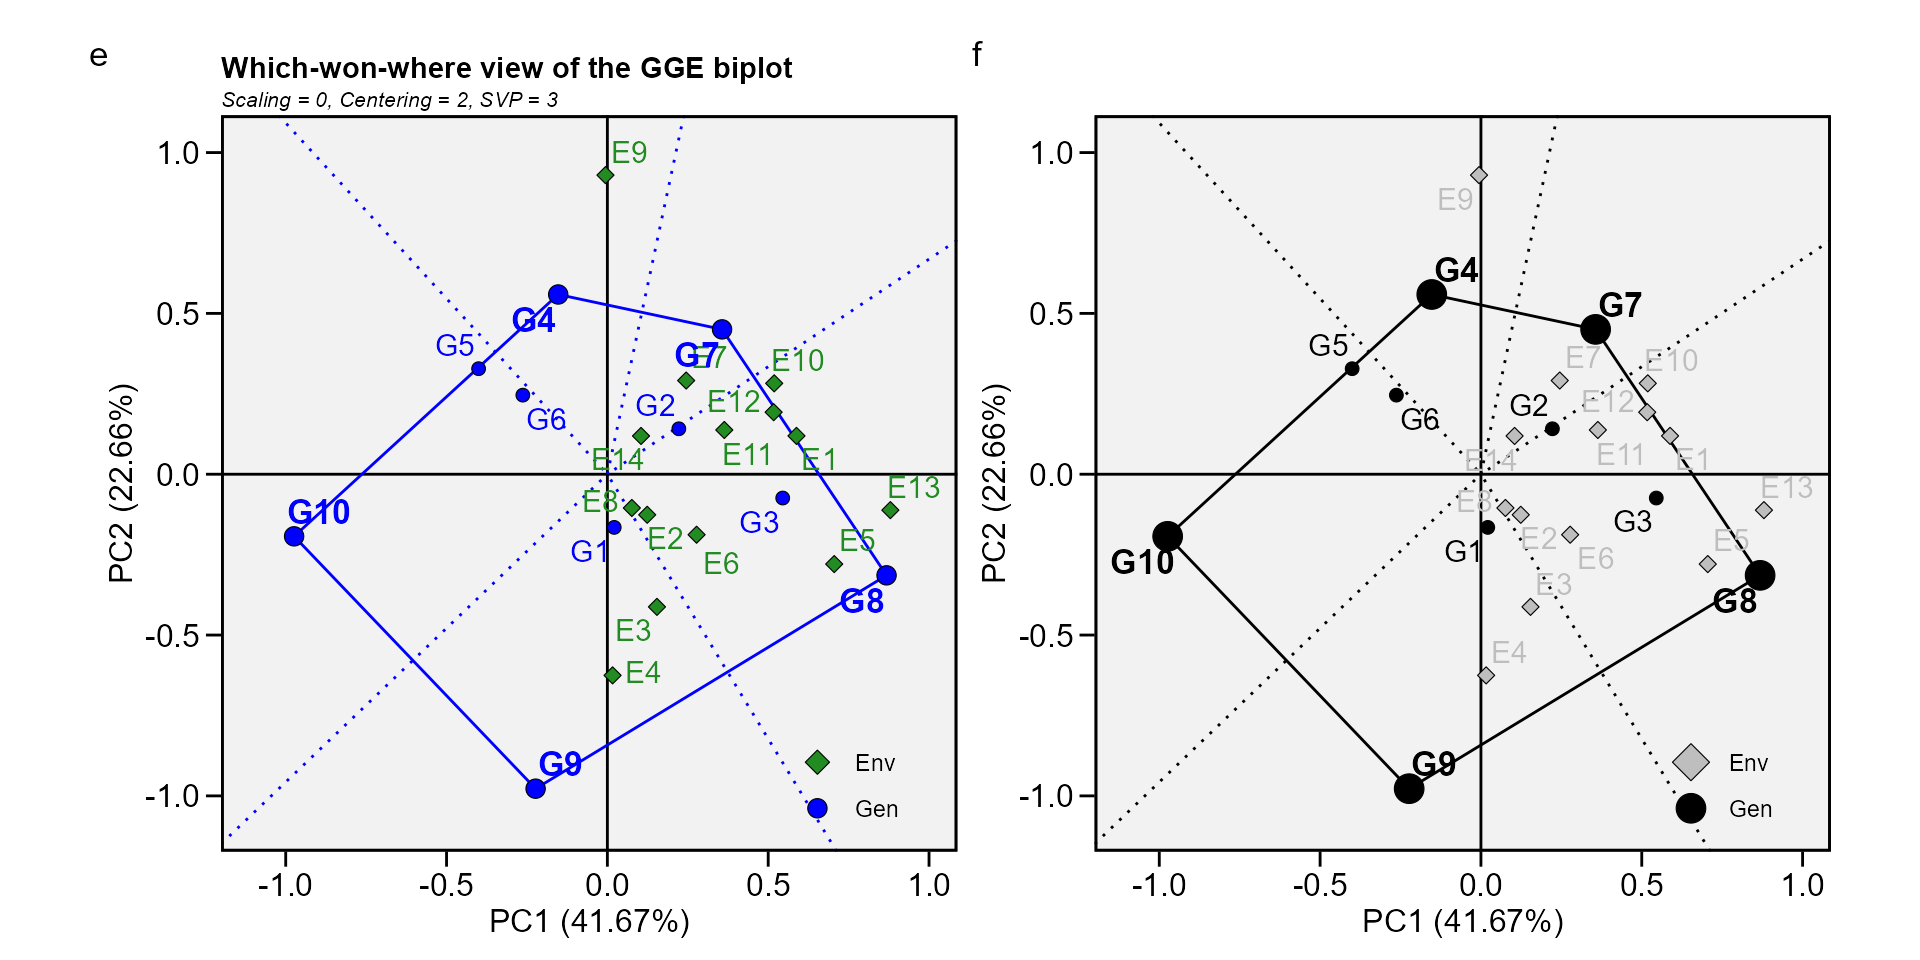 e
Which-won-where view of the GGE biplot
Scaling = 0, Centering = 2, SVP = 3
1.0
0.5
0.0
-0.5
-1.0
PC2 (22.66%)
E9
G4
G5
G7
E7
E10
G6
G2
E12
E14
E11
E1
G10
E8
E13
G3
G1
E2
E5
E6
G8
E3
E4
G9
Env
Gen
-1.0
-0.5
0.0
0.5
1.0
PC1 (41.67%)
f
1.0
0.5
0.0
-0.5
-1.0
PC2 (22.66%)
E9
G4
G7
G5
E7
E10
G6
G2
E12
E14
E11
E1
E8
E13
G3
G10
G1
E2
E5
E6
E3
G8
E4
G9
Env
Gen
-1.0
-0.5
0.0
0.5
1.0
PC1 (41.67%)